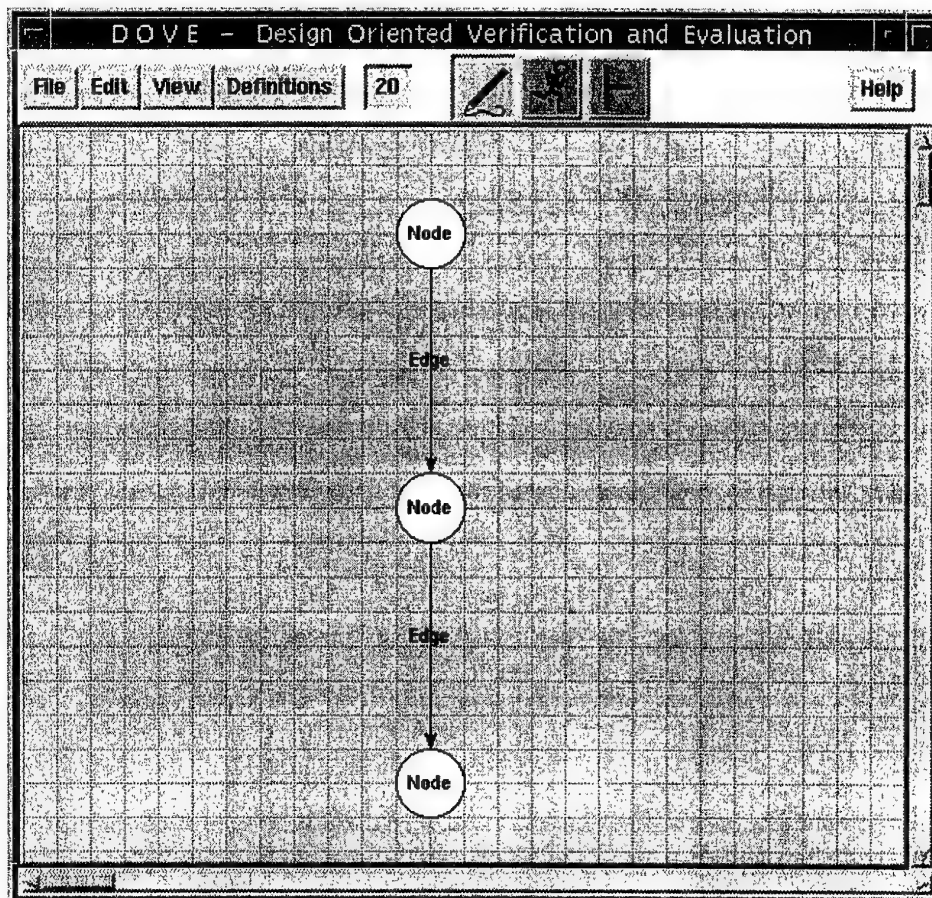 DOVE - Design Oriented Verification and Evaluation
File Edit View Definitions 20 Help
Node
Edge
Node
Edge
Node